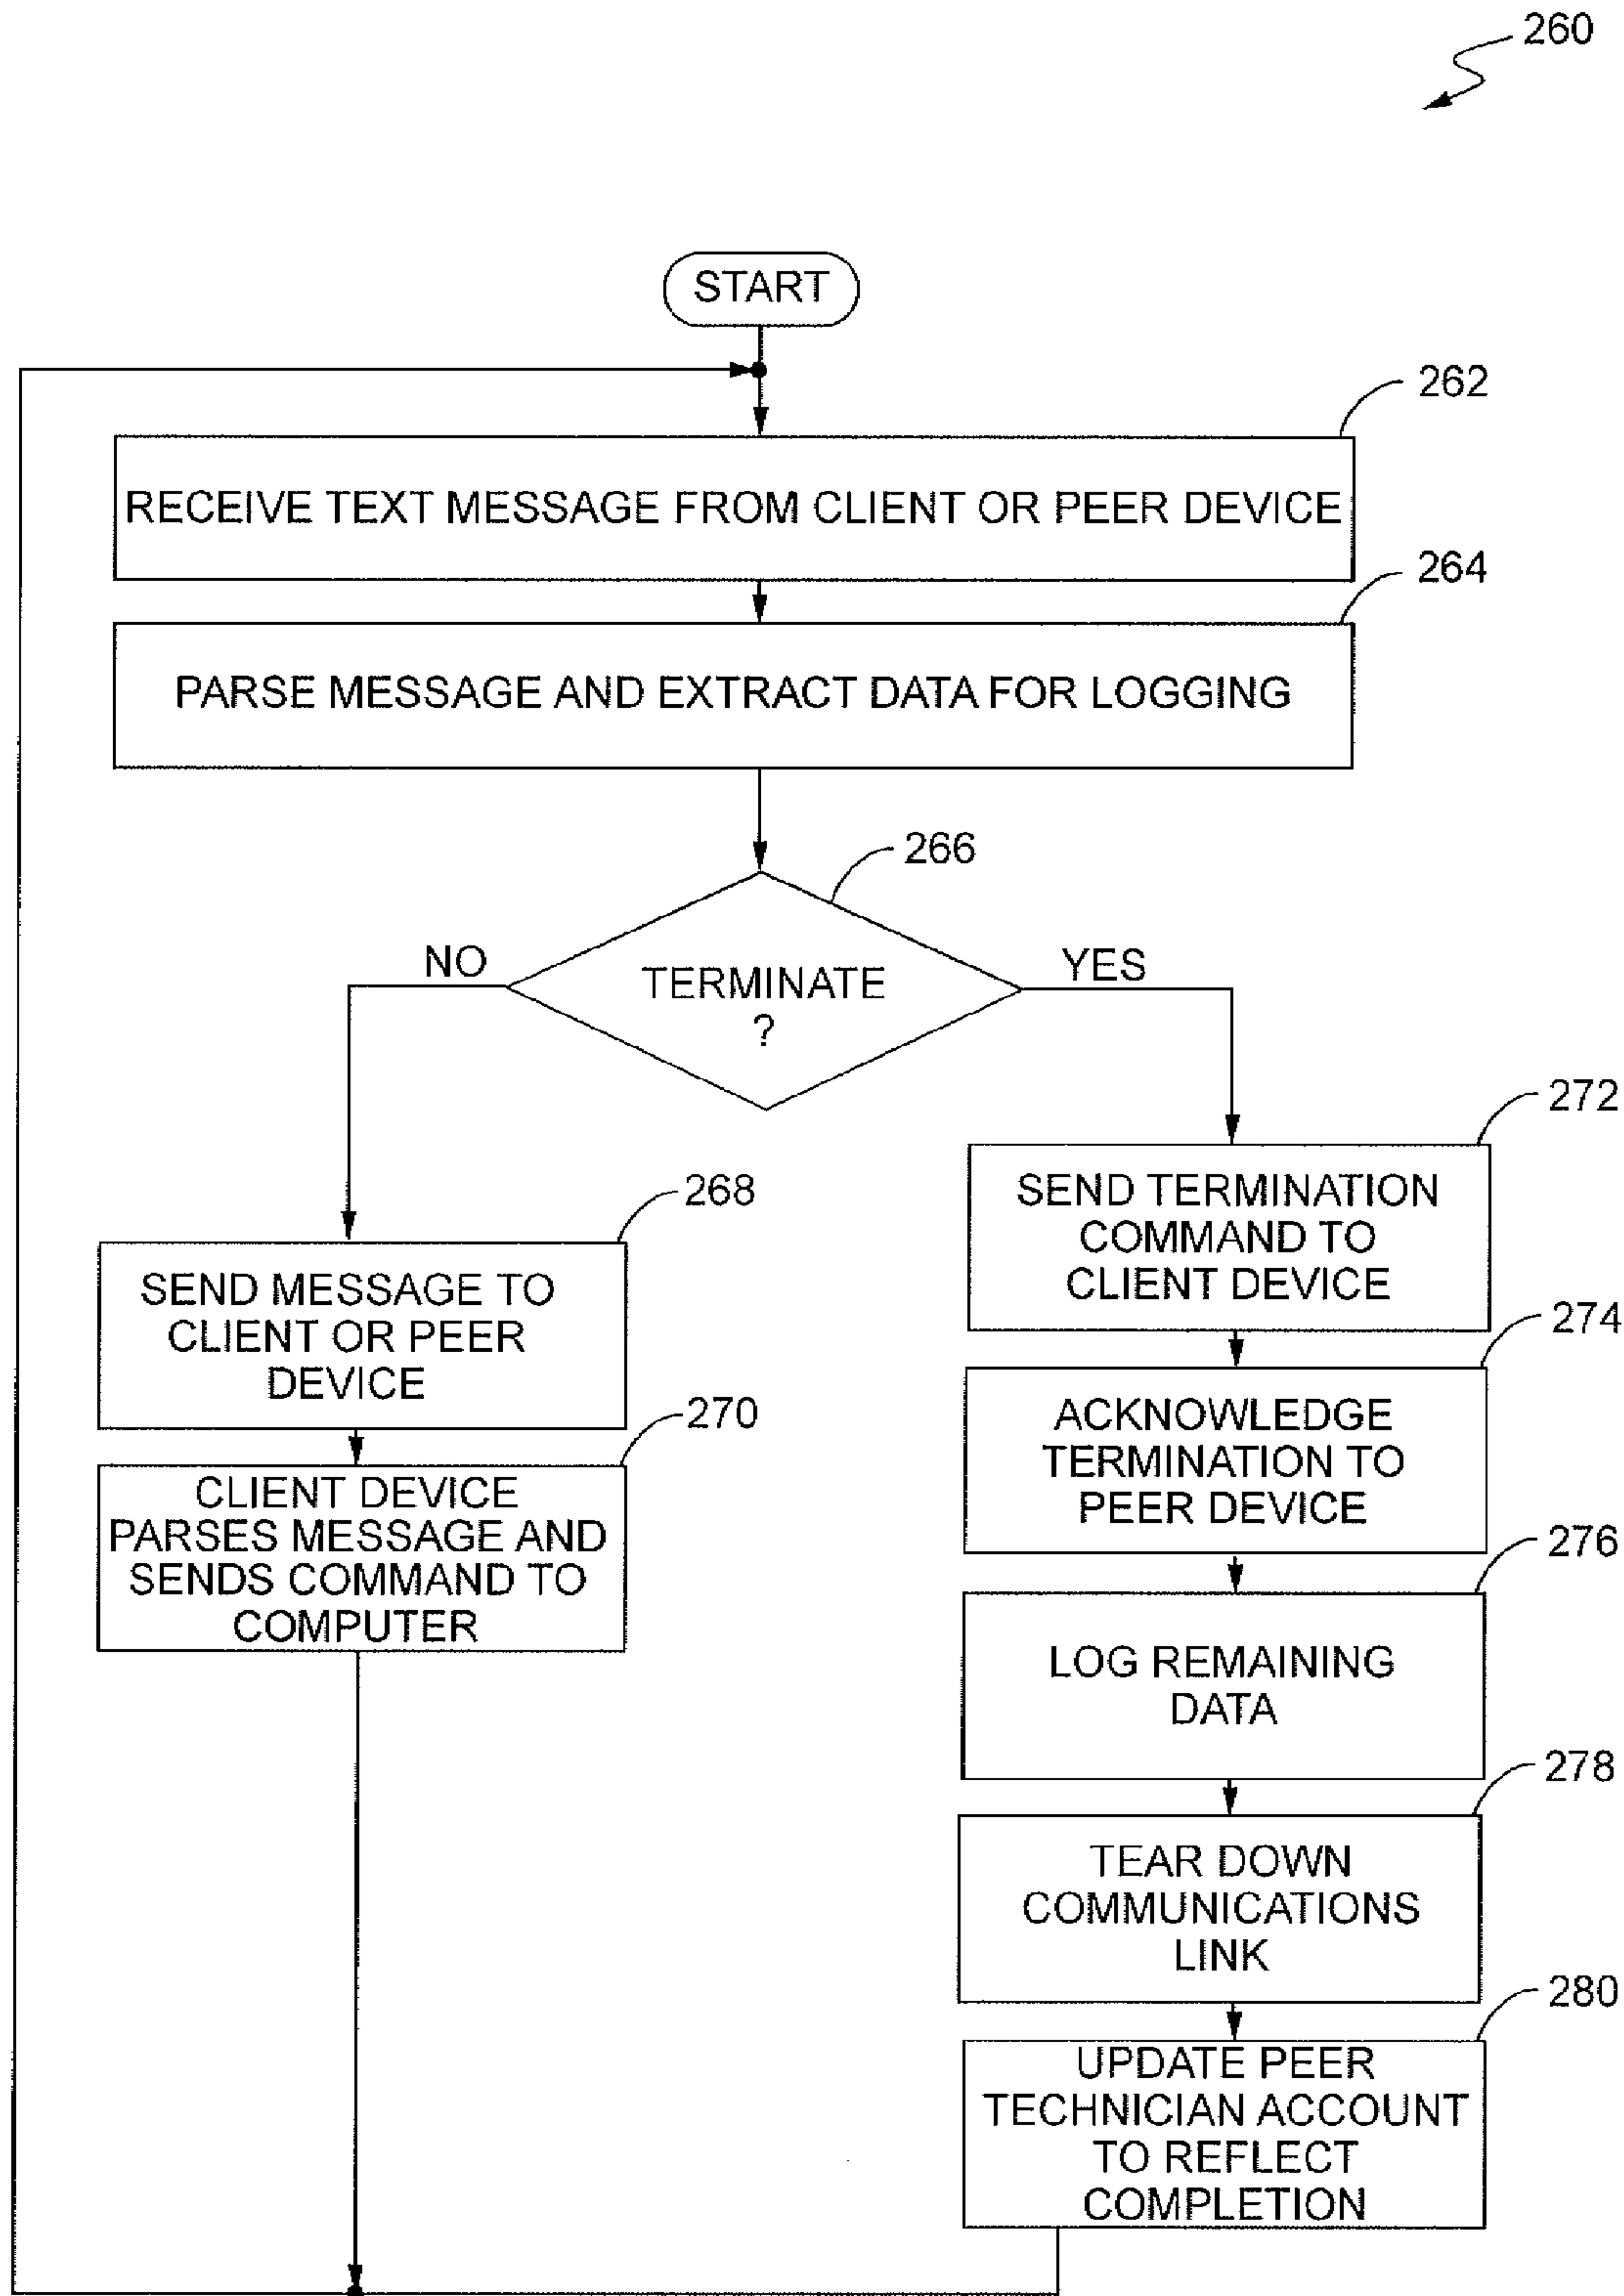 260
START
262
RECEIVE TEXT MESSAGE FROM CLIENT OR PEER DEVICE
264
PARSE MESSAGE AND EXTRACT DATA FOR LOGGING
266
NO
YES
TERMINATE
?
268
SEND MESSAGE TO
CLIENT OR PEER
DEVICE
270
CLIENT DEVICE
PARSES MESSAGE AND
SENDS COMMAND TO
COMPUTER
272
SEND TERMINATION
COMMAND TO
CLIENT DEVICE
274
ACKNOWLEDGE
TERMINATION TO
PEER DEVICE
276
LOG REMAINING
DATA
278
TEAR DOWN
COMMUNICATIONS
LINK
280
UPDATE PEER
TECHNICIAN ACCOUNT
TO REFLECT
COMPLETION